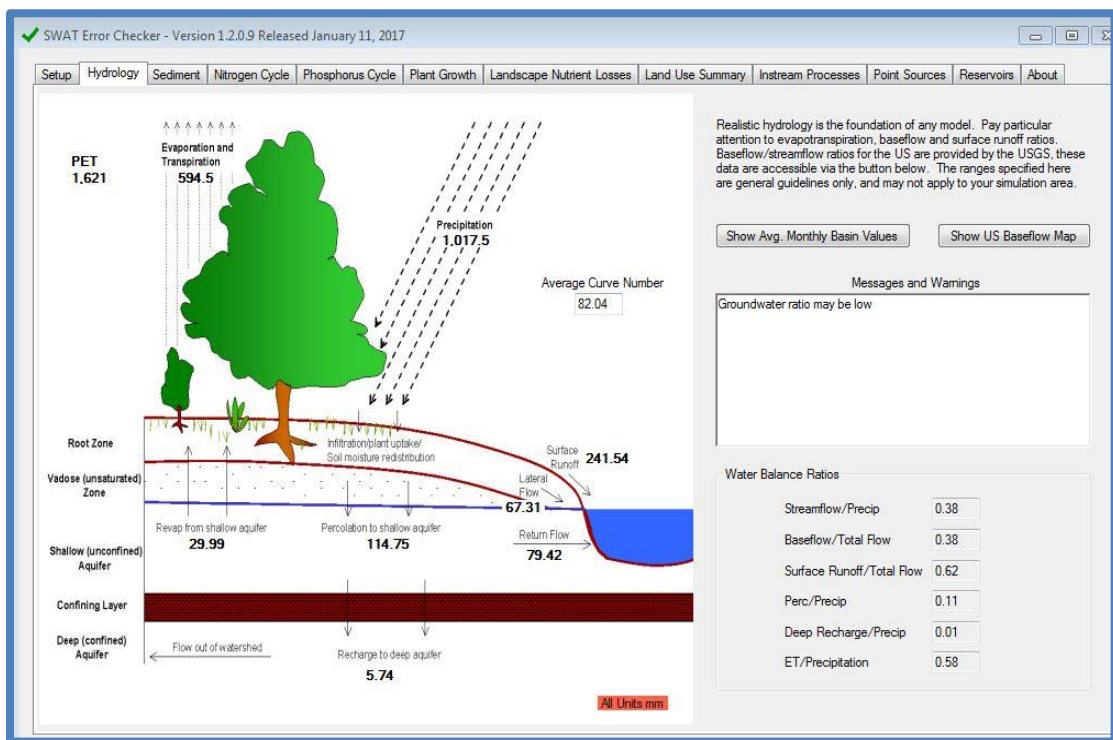 SWAT Error Checker - Version 1.2.0.9 Released January 11, 2017
Setup Hydrology Sediment Nitrogen Cycle Phosphorus Cycle Plant Growth Landscape Nutrient Losses Land Use Summary Instream Processes Point Sources Reservoirs About
PET
1,621
Evaporation and
Transpiration
594.5
Precipitation
1,017.5
Average Curve Number
82.04
Root Zone
Infiltration/plant uptake/
Soil moisture redistribution
Surface
Runoff
241.54
Vadose (unsaturated)
Zone
Lateral
Flow
67.31
Revap from shallow aquifer
29.99
Percolation to shallow aquifer
114.75
Return Flow
79.42
Shallow (unconfined)
Aquifer
Confining Layer
Deep (confined)
Aquifer
Flow out of watershed
Recharge to deep aquifer
5.74
All Units mm
Realistic hydrology is the foundation of any model. Pay particular
attention to evapotranspiration, baseflow and surface runoff ratios.
Baseflow/streamflow ratios for the US are provided by the USGS, these
data are accessible via the button below. The ranges specified here
are general guidelines only, and may not apply to your simulation area.
Show Avg. Monthly Basin Values
Show US Baseflow Map
Messages and Warnings
Groundwater ratio may be low
Water Balance Ratios
Streamflow/Precip 0.38
Baseflow/Total Flow 0.38
Surface Runoff/Total Flow 0.62
Perc/Precip 0.11
Deep Recharge/Precip 0.01
ET/Precipitation 0.58